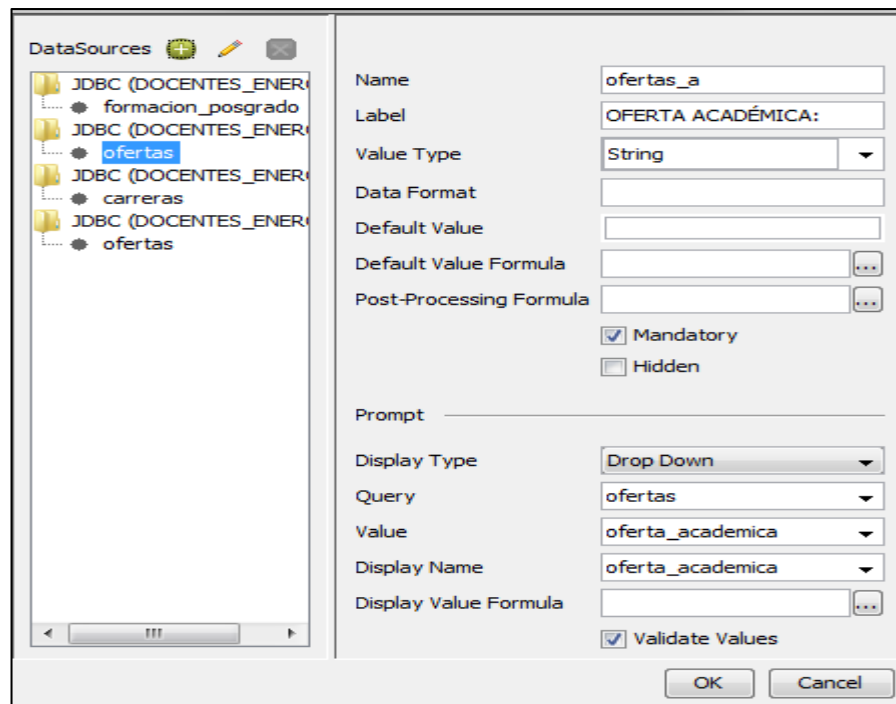 DataSources
JDBC (DOCENTES_ENER
formacion_posgrado
JDBC (DOCENTES_ENER
ofertas
JDBC (DOCENTES_ENER
carreras
JDBC (DOCENTES_ENER
ofertas
Name ofertas_a
Label OFERTA ACADÉMICA:
Value Type String
Data Format
Default Value
Default Value Formula ...
Post-Processing Formula ...
Mandatory
Hidden
Prompt
Display Type Drop Down
Query ofertas
Value oferta_academica
Display Name oferta_academica
Display Value Formula ...
Validate Values
OK Cancel